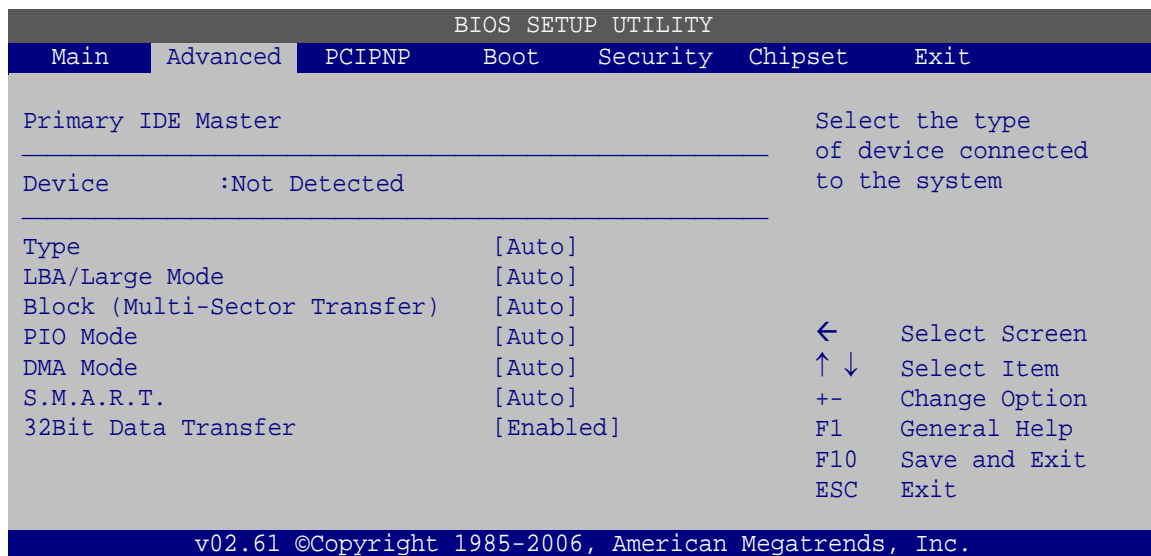 BIOS SETUP UTILITY
Main Advanced PCIPNP Boot Security Chipset Exit
Primary IDE Master
Device :Not Detected
Type [Auto]
LBA/Large Mode [Auto]
Block (Multi-Sector Transfer) [Auto]
PIO Mode [Auto]
DMA Mode [Auto]
S.M.A.R.T. [Auto]
32Bit Data Transfer [Enabled]
Select the type
of device connected
to the system
← Select Screen
↑ ↓ Select Item
+- Change Option
F1 General Help
F10 Save and Exit
ESC Exit
v02.61 ©Copyright 1985-2006, American Megatrends, Inc.